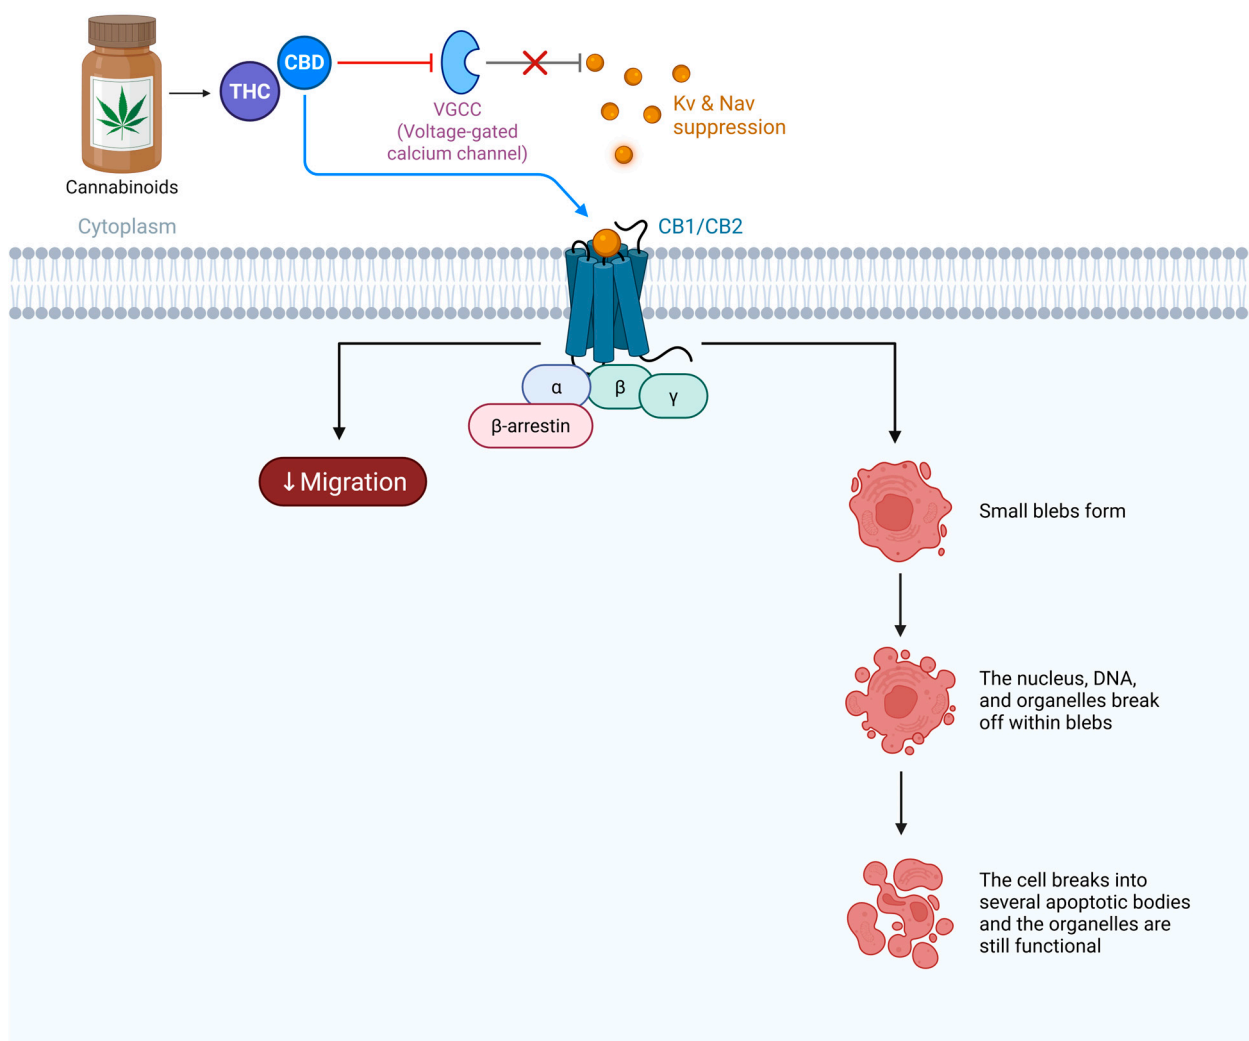 THC
CBD
VGCC
(Voltage-gated
calcium channel)
Kv & Nav
suppression
Cannabinoids
Cytoplasm
CB1/CB2
α
β
γ
β-arrestin
↓Migration
Small blebs form
The nucleus, DNA,
and organelles break
off within blebs
The cell breaks into
several apoptotic bodies
and the organelles are
still functional